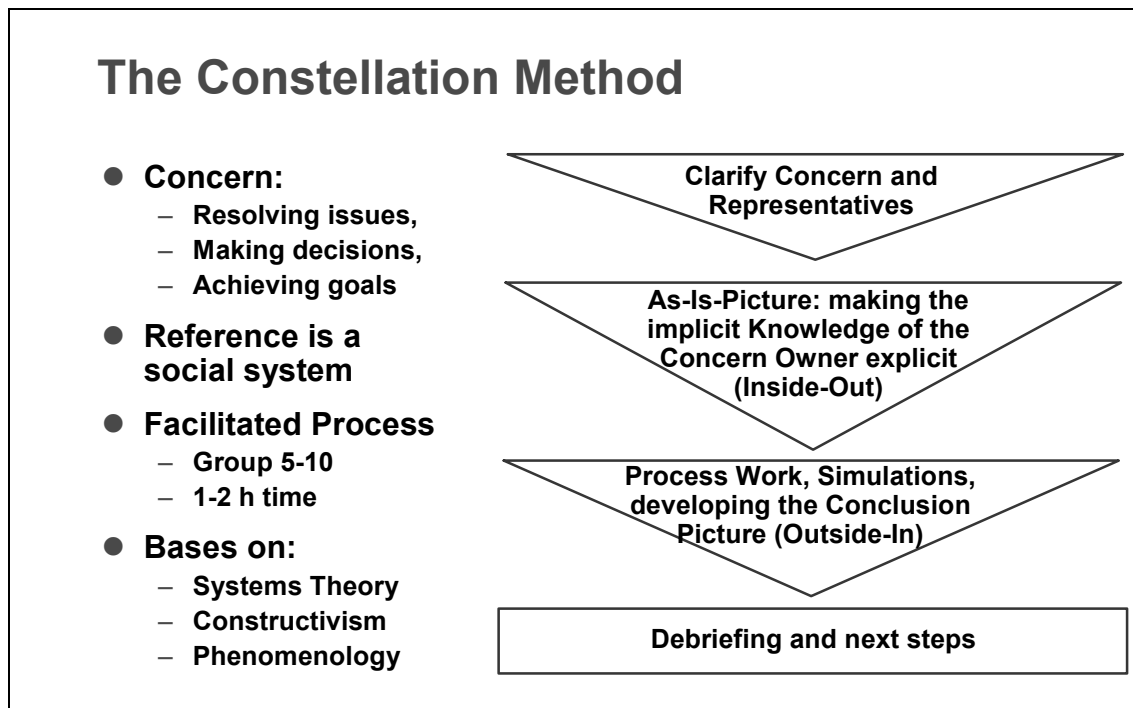 The Constellation Method
● Concern:
– Resolving issues,
– Making decisions,
– Achieving goals
● Reference is a
social system
● Facilitated Process
– Group 5-10
– 1-2 h time
● Bases on:
– Systems Theory
– Constructivism
– Phenomenology
Clarify Concern and
Representatives
As-Is-Picture: making the
implicit Knowledge of the
Concern Owner explicit
(Inside-Out)
Process Work, Simulations,
developing the Conclusion
Picture (Outside-In)
Debriefing and next steps